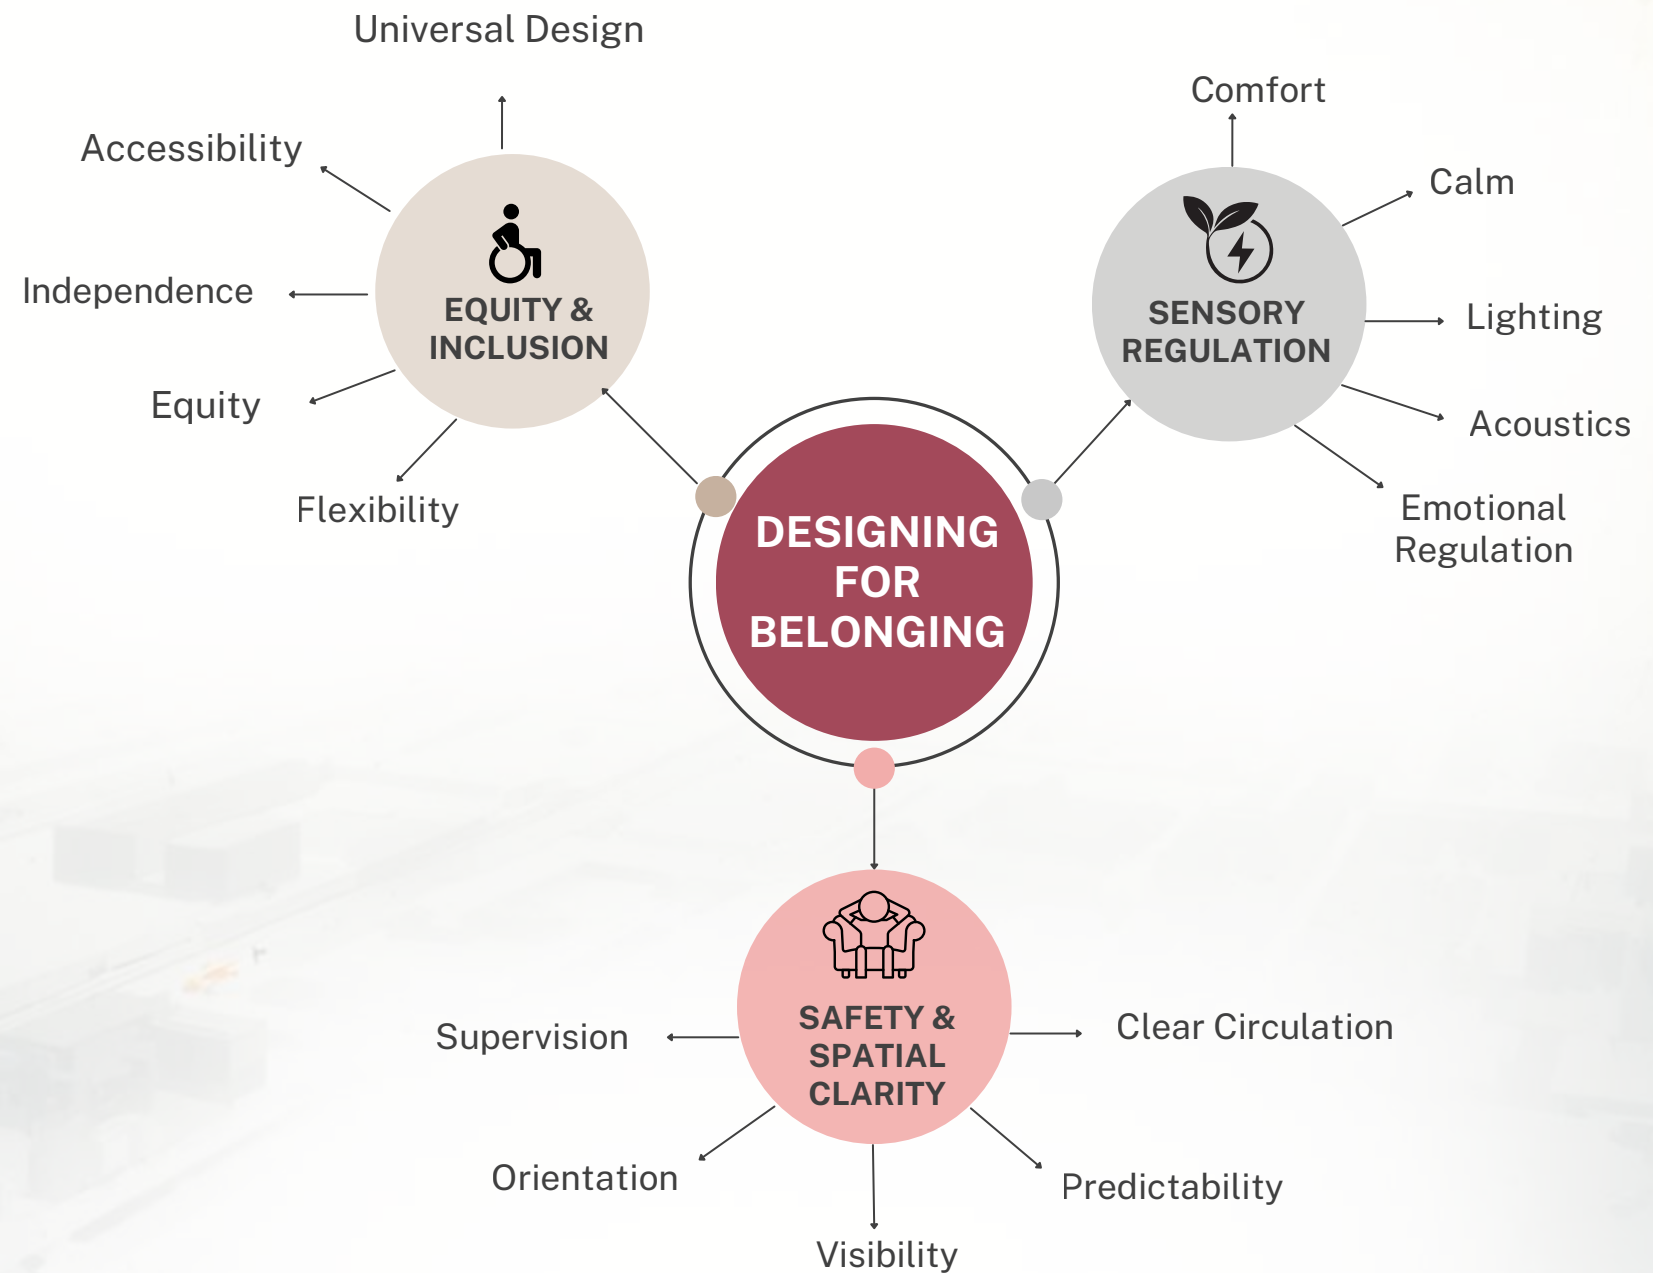 Universal Design
Accessibility
Independence
Equity
Flexibility
EQUITY &
INCLUSION
Comfort
Calm
Lighting
Acoustics
Emotional
Regulation
SENSORY
REGULATION
DESIGNING
FOR
BELONGING
SAFETY &
SPATIAL
CLARITY
Supervision
Orientation
Visibility
Predictability
Clear Circulation